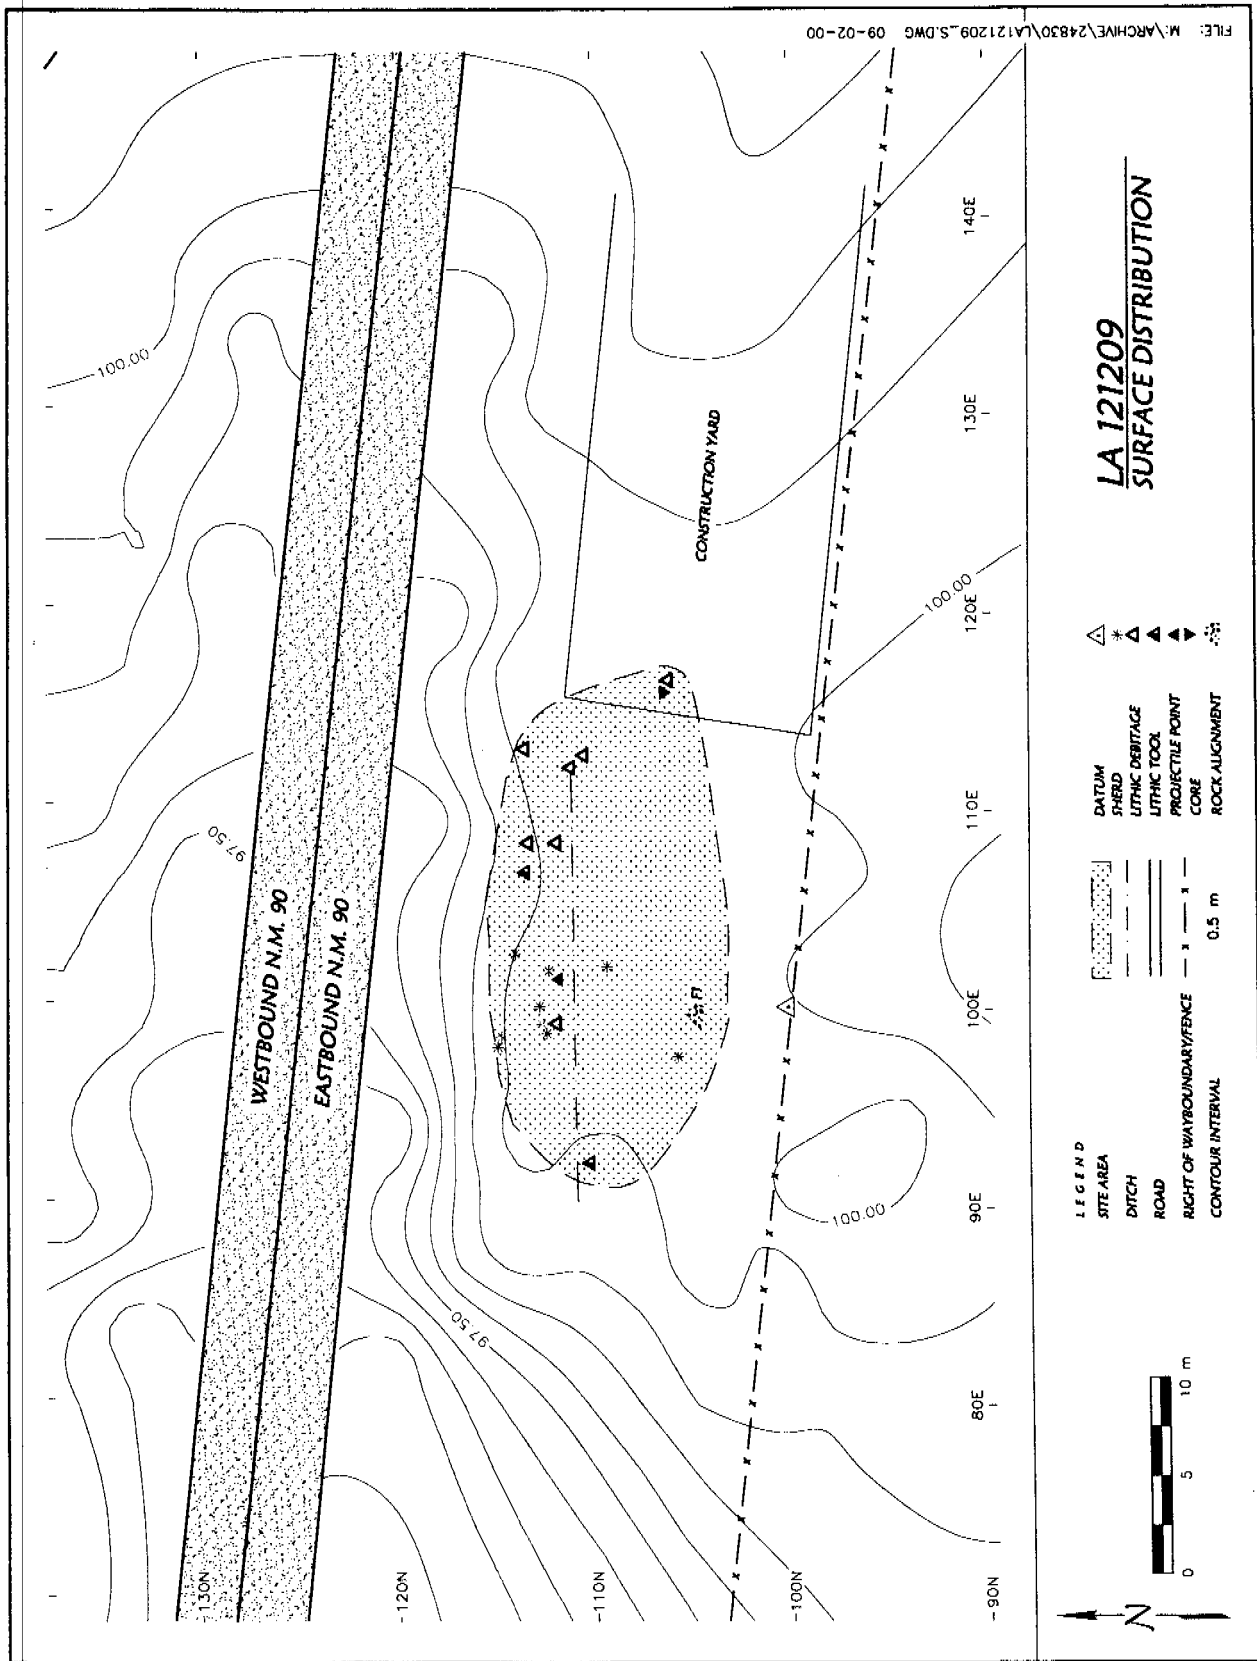 FILE: M:\ARCHIVE\24830\LA121209_S.DWG 09-02-00
WESTBOUND N.M. 90
EASTBOUND N.M. 90
100.00
97.50
97.50
100.00
100.00
CONSTRUCTION YARD
F1
-130N
-120N
-110N
-100N
-90N
80E
90E
100E
110E
120E
130E
140E
N
0 5 10 m
LEGEND
SITE AREA
DITCH
ROAD
RIGHT OF WAYBOUNDARY/FENCE
CONTOUR INTERVAL 0.5 m
DATUM
SHERD
LITHIC DEBITAGE
LITHIC TOOL
PROJECTILE POINT
CORE
ROCK ALIGNMENT
LA 121209
SURFACE DISTRIBUTION